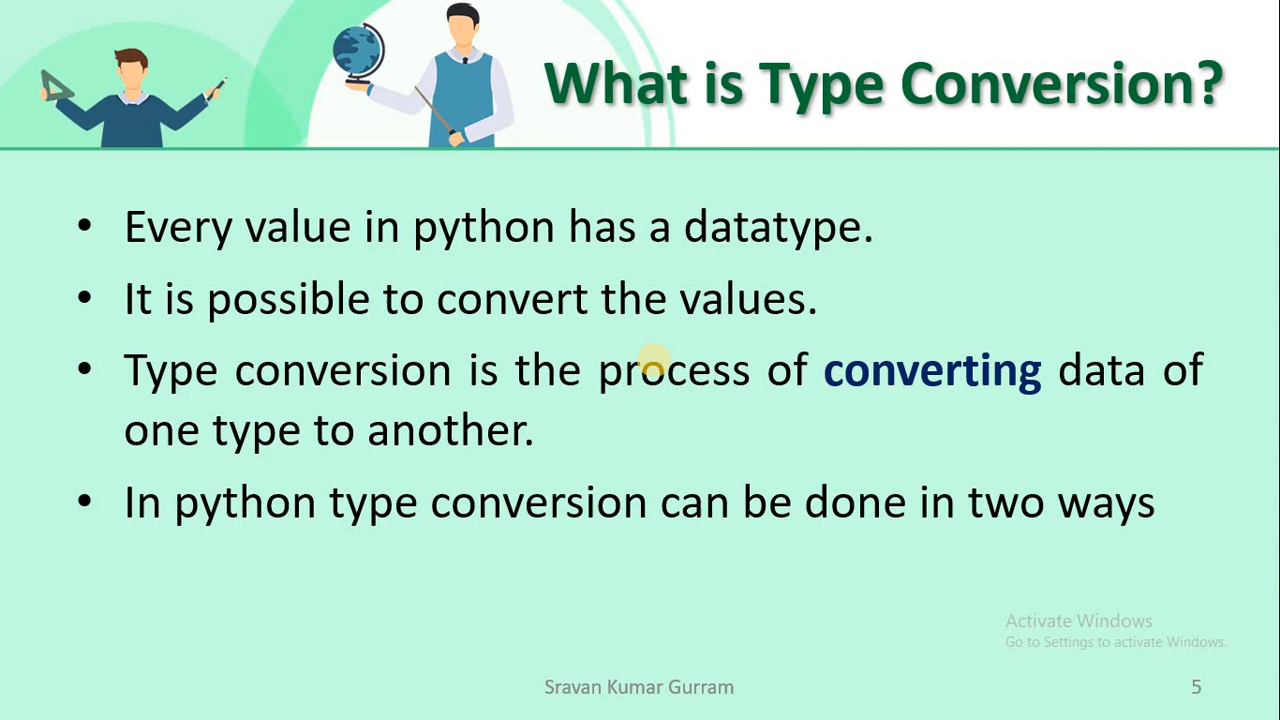 What is Type Conversion?
• Every value in python has a datatype.
• It is possible to convert the values.
• Type conversion is the process of converting data of
one type to another.
• In python type conversion can be done in two ways
Activate Windows
Go to Settings to activate Windows.
Sravan Kumar Gurram
5